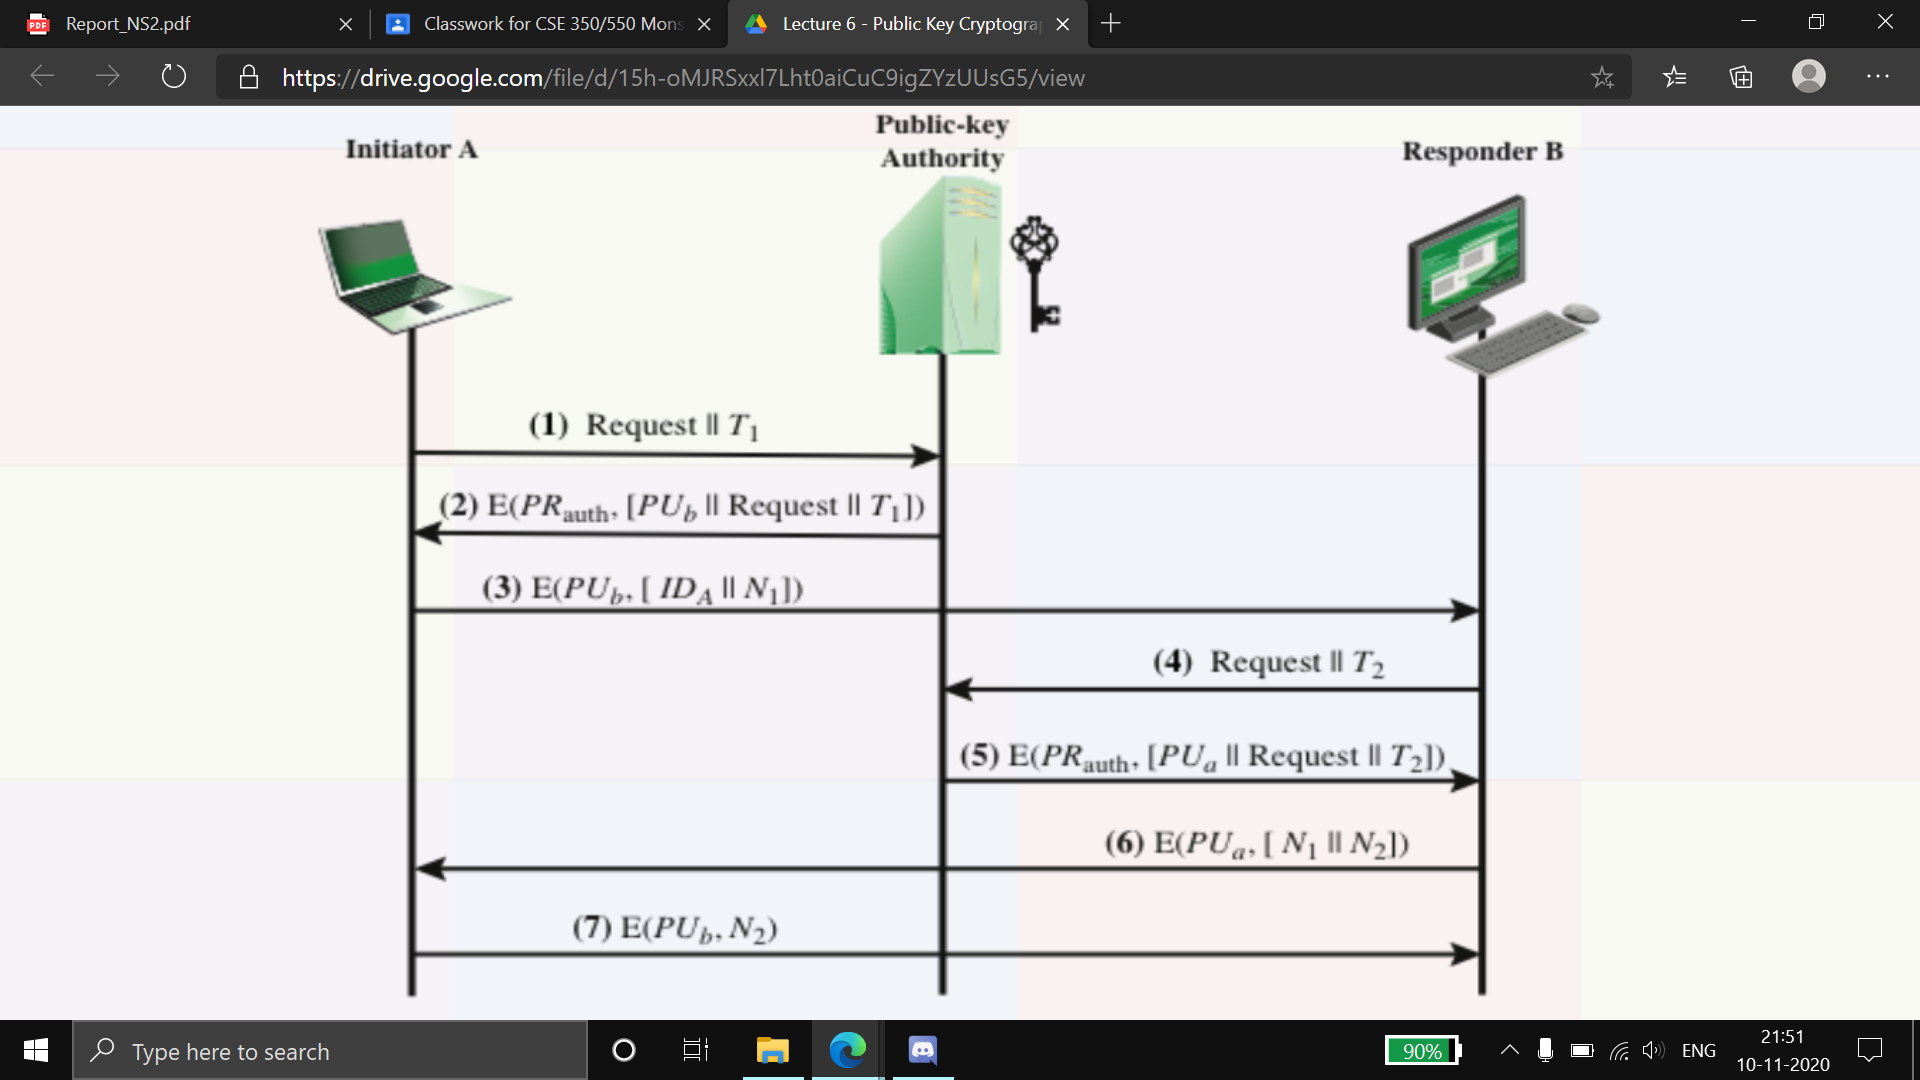 Report_NS2.pdf
Classwork for CSE 350/550 Mons
Lecture 6 - Public Key Cryptogra
https://drive.google.com/file/d/15h-oMJRSxxl7Lht0aiCuC9igZYzUUsG5/view
Initiator A
Public-key
Authority
Responder B
(1) Request || T1
(2) E(PRauth, [PUb || Request || T1])
(3) E(PUb, [ IDA || N1])
(4) Request || T2
(5) E(PRauth, [PUa || Request || T2])
(6) E(PUa, [ N1 || N2])
(7) E(PUb, N2)
Type here to search
90%
ENG
21:51
10-11-2020